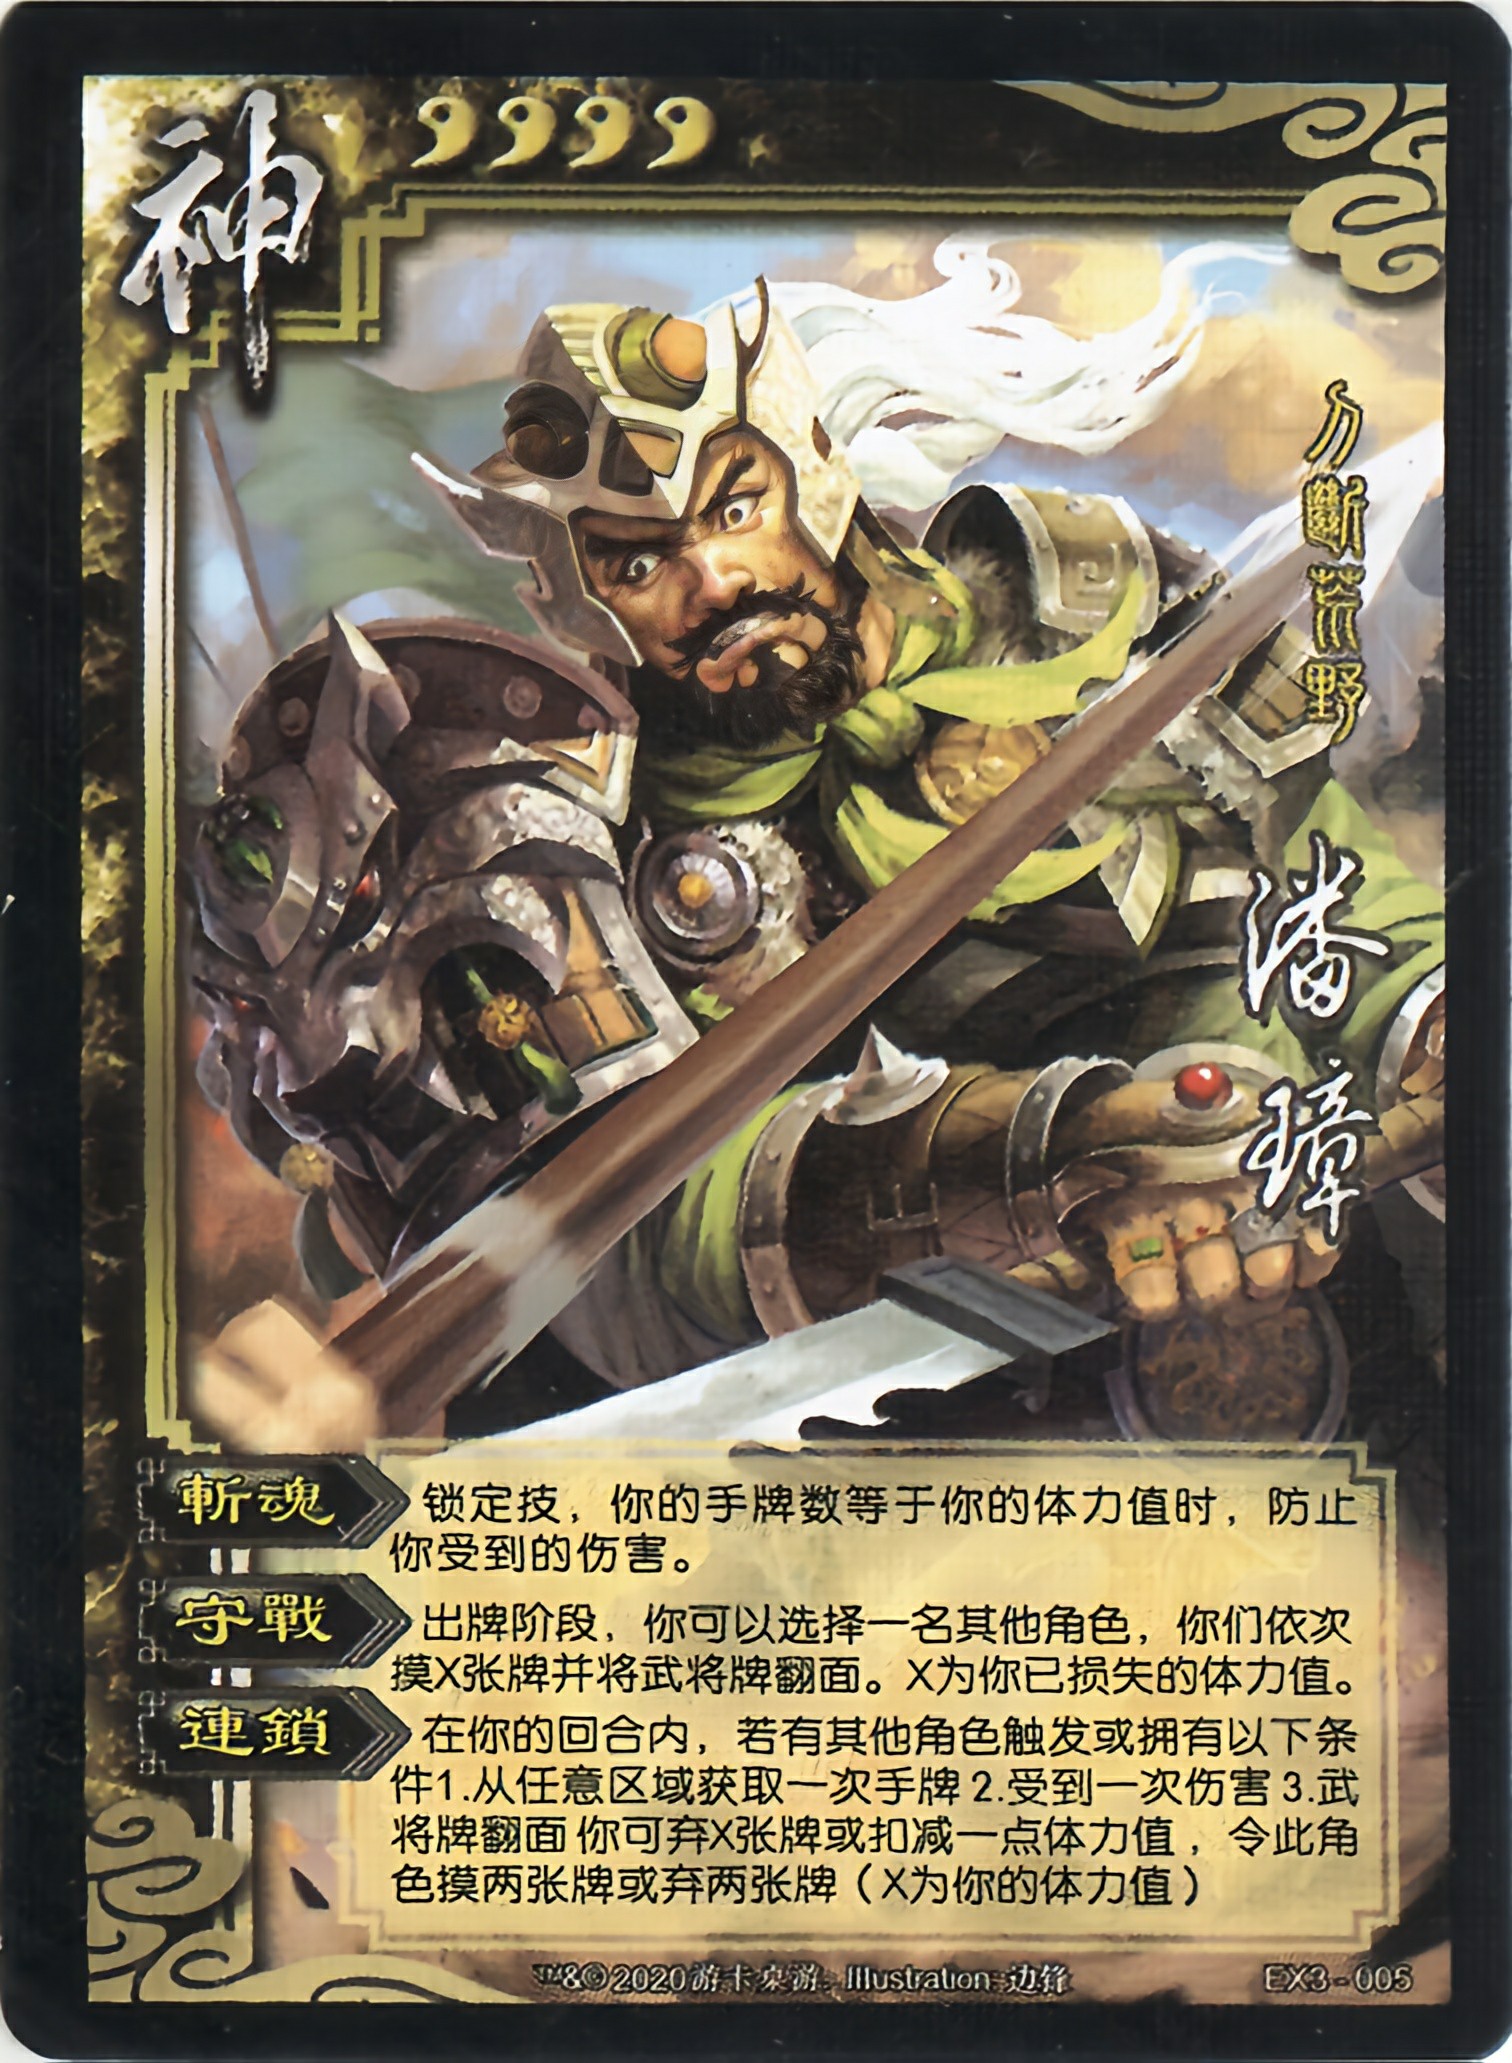 神
刀斷荒野
潘璋
斬魂
锁定技，你的手牌数等于你的体力值时，防止
你受到的伤害。
守戰
出牌阶段，你可以选择一名其他角色，你们依次
摸X张牌并将武将牌翻面。X为你已损失的体力值。
連鎖
在你的回合内，若有其他角色触发或拥有以下条
件1.从任意区域获取一次手牌 2.受到一次伤害 3.武
将牌翻面 你可弃X张牌或扣减一点体力值，令此角
色摸两张牌或弃两张牌（X为你的体力值）
™&©2020游卡桌游. Illustration: 边锋
EX3-005